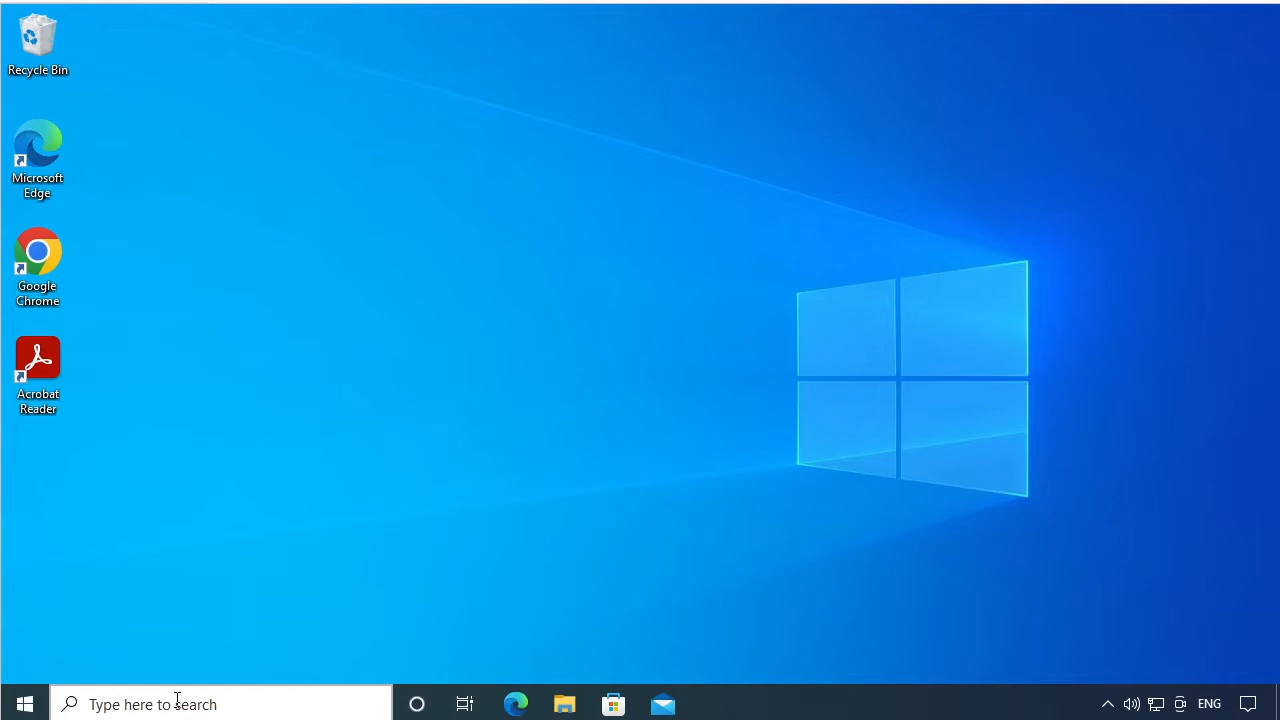 Recycle Bin
Microsoft
Edge
Google
Chrome
Acrobat
Reader
Type here to search
ENG